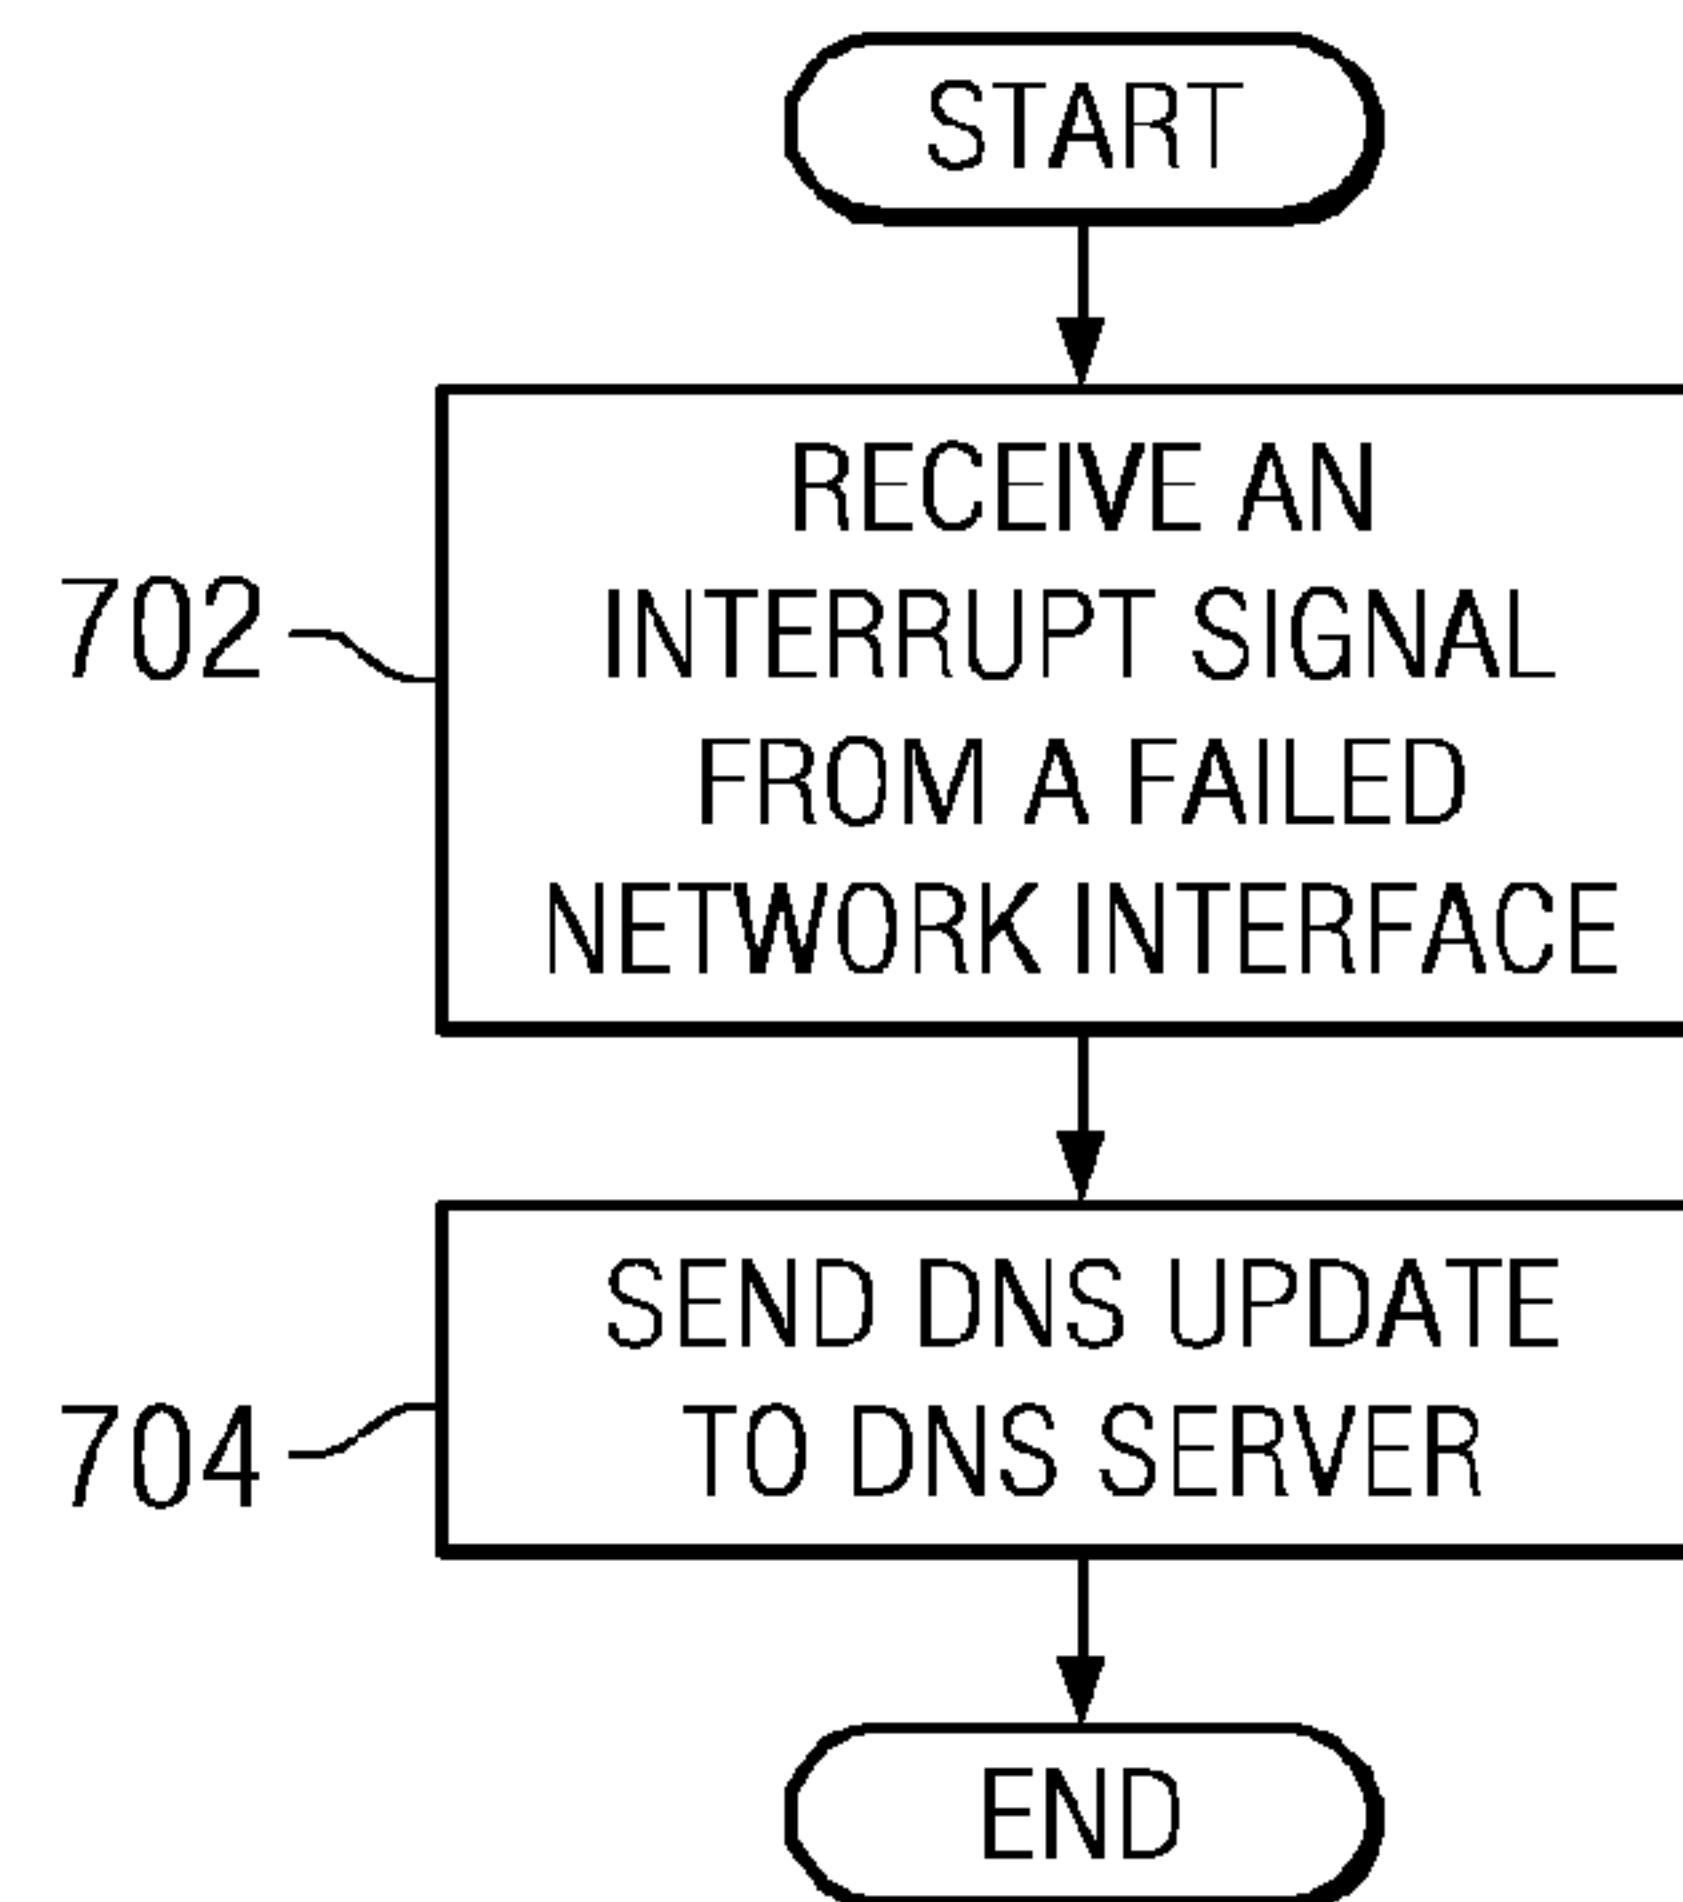 START
RECEIVE AN
INTERRUPT SIGNAL
FROM A FAILED
NETWORK INTERFACE
702
SEND DNS UPDATE
TO DNS SERVER
704
END